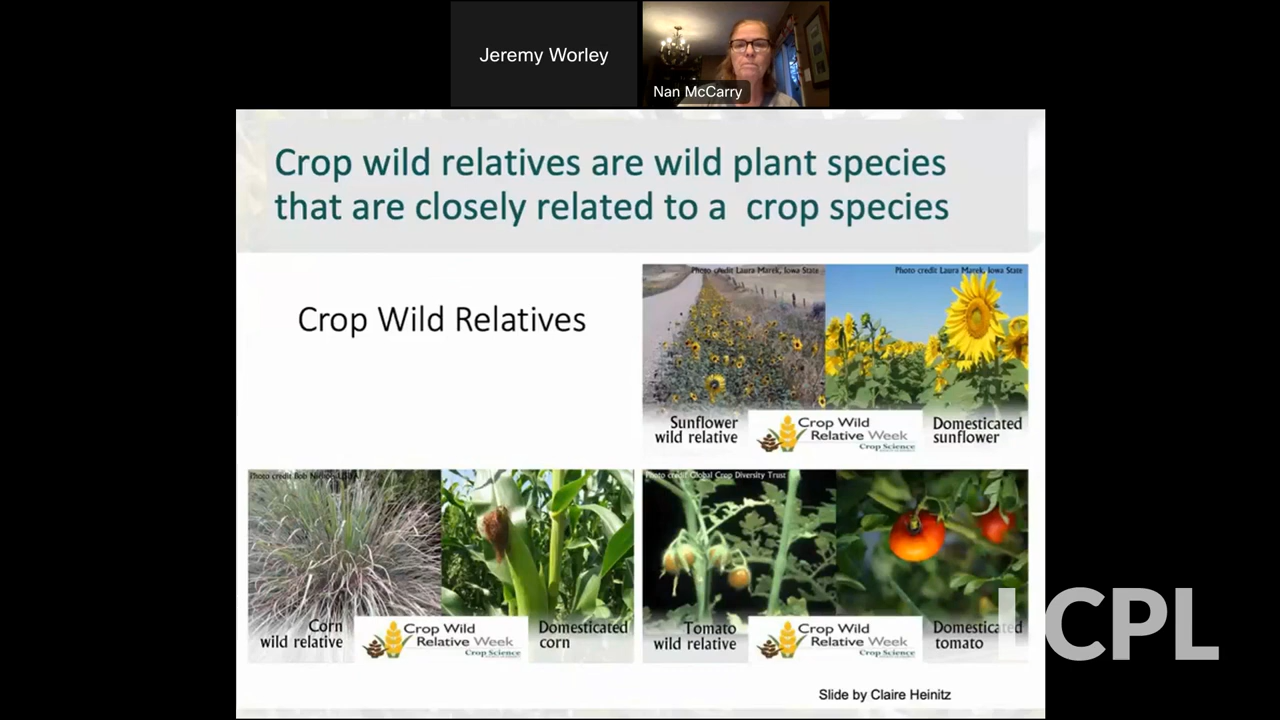 Jeremy Worley
Nan McCarry
Crop wild relatives are wild plant species
that are closely related to a crop species
Crop Wild Relatives
Photo credit Laura Marek, Iowa State
Photo credit Laura Marek, Iowa State
Sunflower
wild relative
Crop Wild
Relative Week
Crop Science
Domesticated
sunflower
Photo credit Bob
Photo credit Global Crop Diversity Trust
Corn
wild relative
Crop Wild
Relative Week
Crop Science
Domesticated
corn
Tomato
wild relative
Crop Wild
Relative Week
Crop Science
Domesticated
tomato
LCPL
Slide by Claire Heinitz